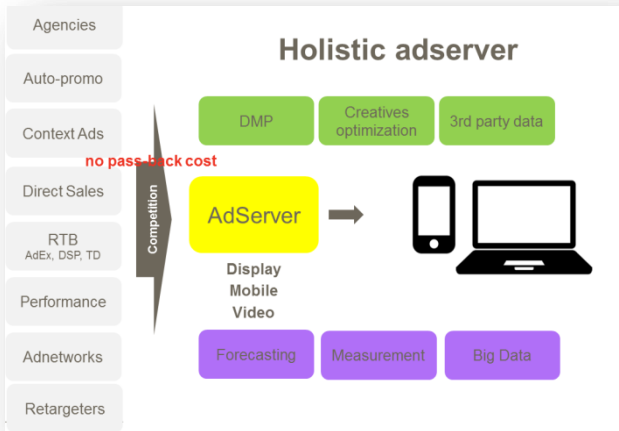 Holistic adserver
Agencies
Auto-promo
Context Ads
Direct Sales
RTB
AdEx, DSP, TD
Performance
Adnetworks
Retargeters
no pass-back cost
Competition
DMP
Creatives
optimization
3rd party data
AdServer
Display
Mobile
Video
Forecasting
Measurement
Big Data